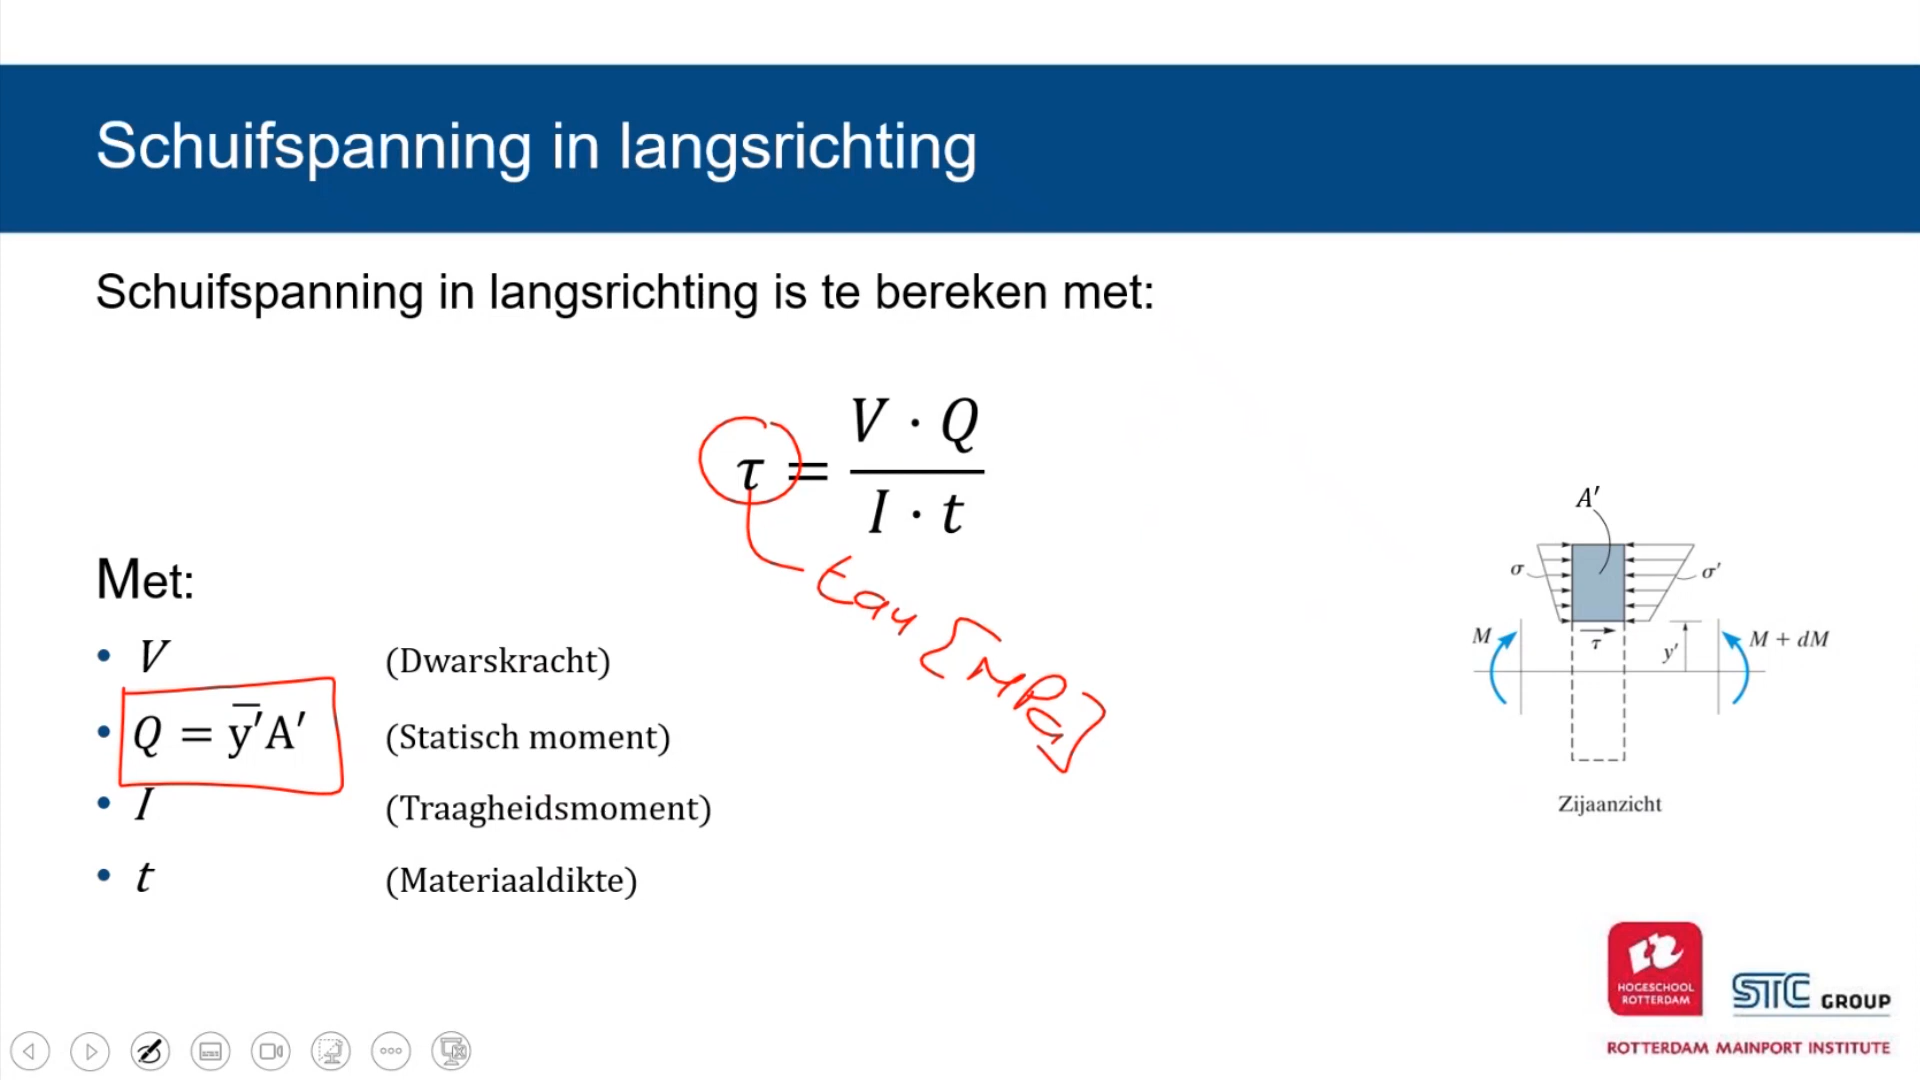 Schuifspanning in langsrichting
Schuifspanning in langsrichting is te bereken met:
τ = V · Q / I · t
tau [MPa]
Met:
• V (Dwarskracht)
• Q = y̅′A′ (Statisch moment)
• I (Traagheidsmoment)
• t (Materiaaldikte)
A′
σ σ′
M τ y′ M + dM
Zijaanzicht
HOGESCHOOL
ROTTERDAM
STC GROUP
ROTTERDAM MAINPORT INSTITUTE